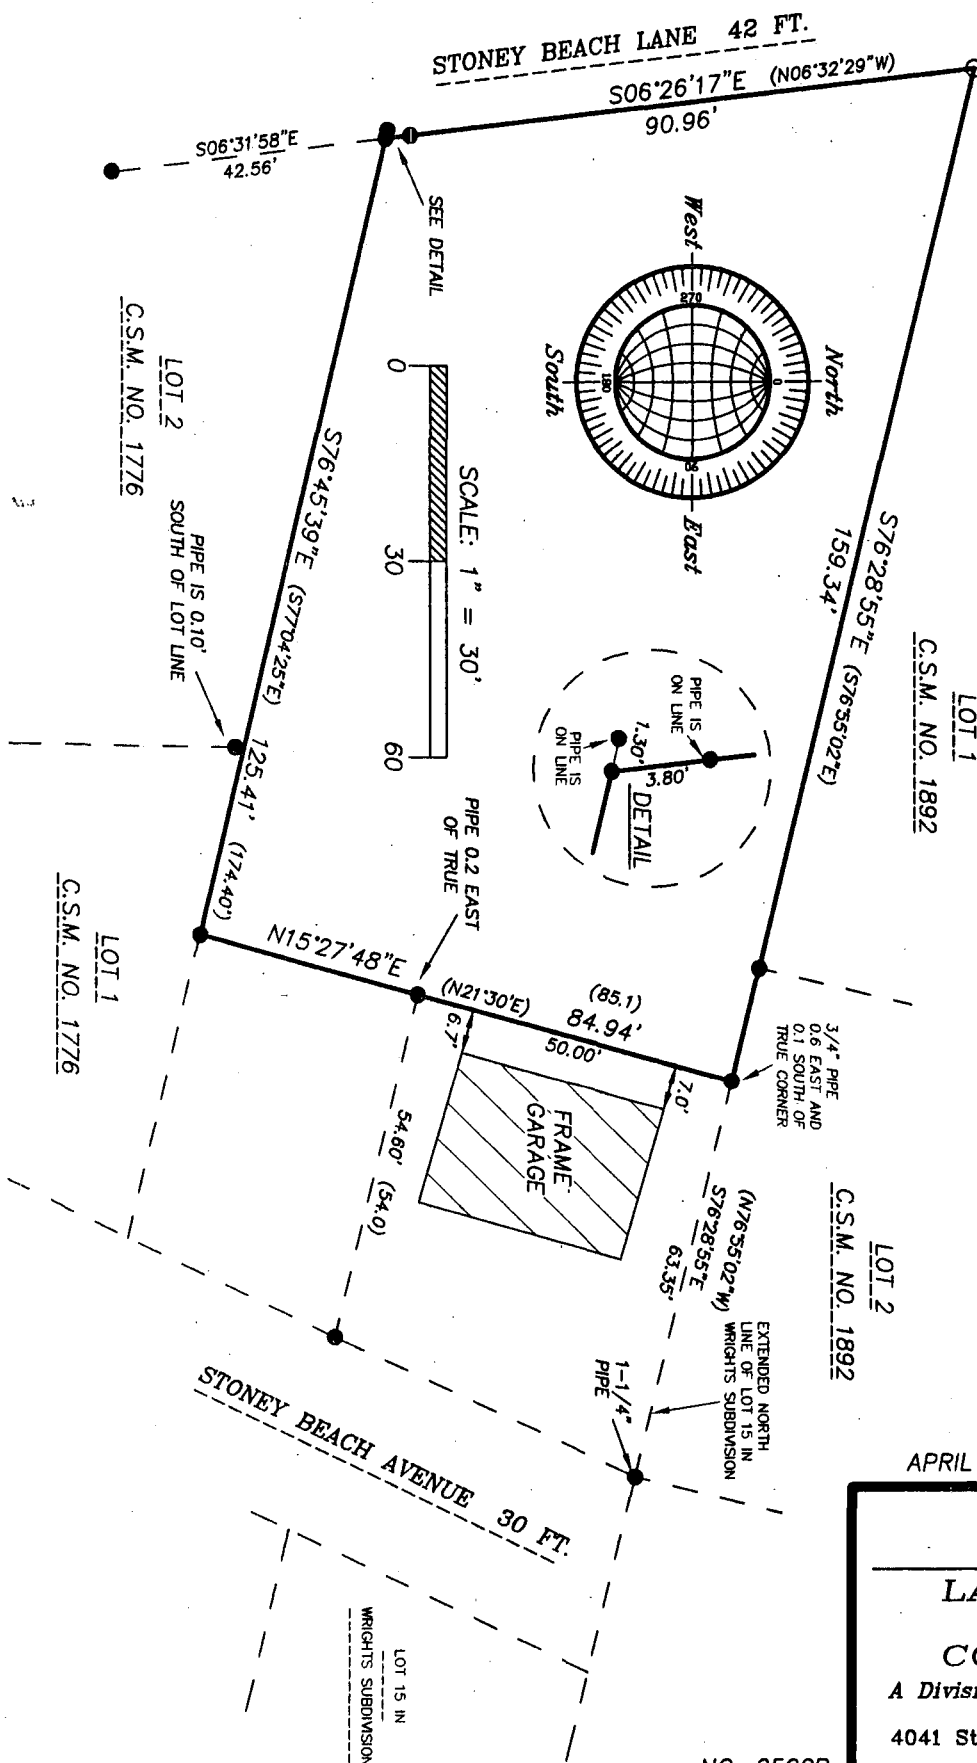 STONEY BEACH LANE 42 FT.
S06°26'17"E (N06°32'29"W)
90.96'
S06°31'58"E
42.56'
SEE DETAIL
West
North
South
East
270
0
180
90
LOT 2
C.S.M. NO. 1776
S76°45'39"E (S77°04'25"E) 125.41' (174.40')
PIPE IS 0.10'
SOUTH OF LOT LINE
SCALE: 1" = 30'
0 30 60
S76°28'55"E (S76°55'02"E)
159.34'
LOT 1
C.S.M. NO. 1892
PIPE IS
ON LINE
1.30'
PIPE IS
ON LINE
3.80'
DETAIL
PIPE 0.2 EAST
OF TRUE
LOT 1
C.S.M. NO. 1776
N15°27'48"E
(N21°30'E)
(85.1)
84.94'
50.00'
6.7'
7.0'
3/4" PIPE
0.6 EAST AND
0.1 SOUTH OF
TRUE CORNER
FRAME
GARAGE
54.60' (54.0)
(N76°55'02"W)
S76°28'55"E
63.35'
LOT 2
C.S.M. NO. 1892
EXTENDED NORTH
LINE OF LOT 15 IN
WRIGHTS SUBDIVISION
1-1/4"
PIPE
STONEY BEACH AVENUE 30 FT.
LOT 15 IN
WRIGHTS SUBDIVISION
APRIL
LA
CO
A Divis
4041 St